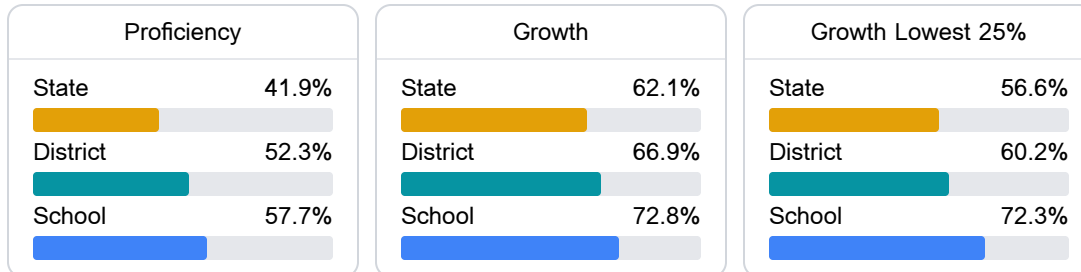 Proficiency
State 41.9%
District 52.3%
School 57.7%
Growth
State 62.1%
District 66.9%
School 72.8%
Growth Lowest 25%
State 56.6%
District 60.2%
School 72.3%